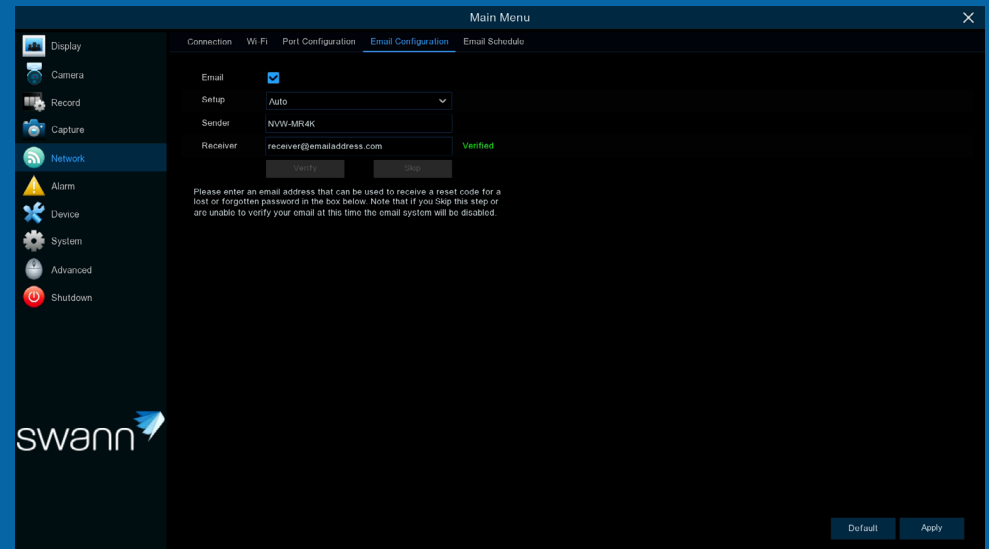 Main Menu
Display
Camera
Record
Capture
Network
Alarm
Device
System
Advanced
Shutdown
swann
Connection Wi-Fi Port Configuration Email Configuration Email Schedule
Email
Setup Auto
Sender NVW-MR4K
Receiver receiver@emailaddress.com Verified
Verify Skip
Please enter an email address that can be used to receive a reset code for a
lost or forgotten password in the box below. Note that if you Skip this step or
are unable to verify your email at this time the email system will be disabled.
Default Apply